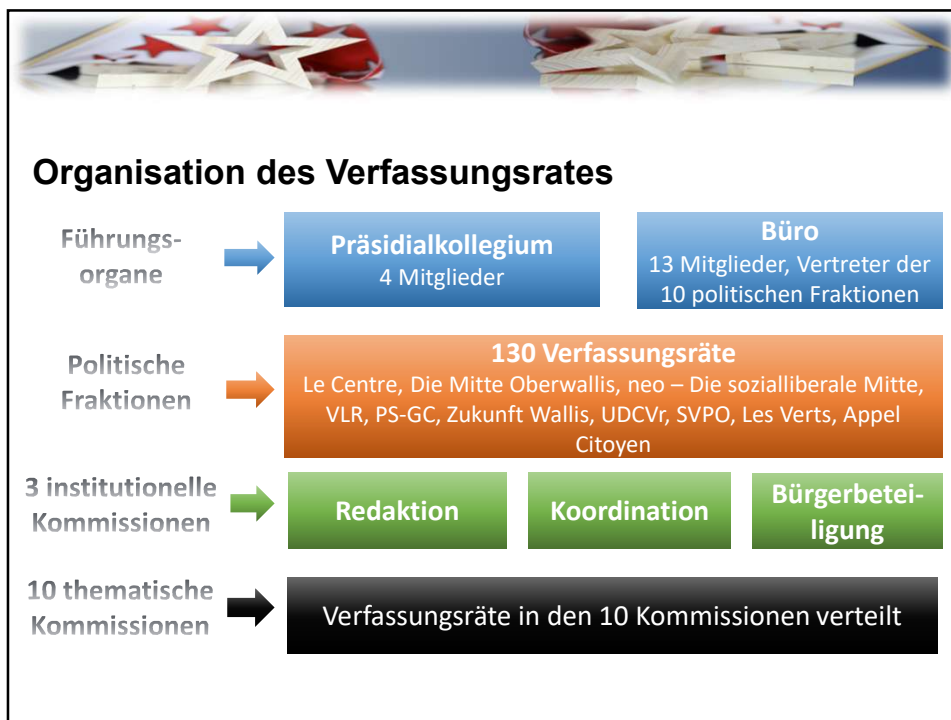 Organisation des Verfassungsrates
Führungs-
organe
Präsidialkollegium
4 Mitglieder
Büro
13 Mitglieder, Vertreter der
10 politischen Fraktionen
Politische
Fraktionen
130 Verfassungsräte
Le Centre, Die Mitte Oberwallis, neo – Die sozialliberale Mitte,
VLR, PS-GC, Zukunft Wallis, UDCVr, SVPO, Les Verts, Appel
Citoyen
3 institutionelle
Kommissionen
Redaktion
Koordination
Bürgerbetei-
ligung
10 thematische
Kommissionen
Verfassungsräte in den 10 Kommissionen verteilt